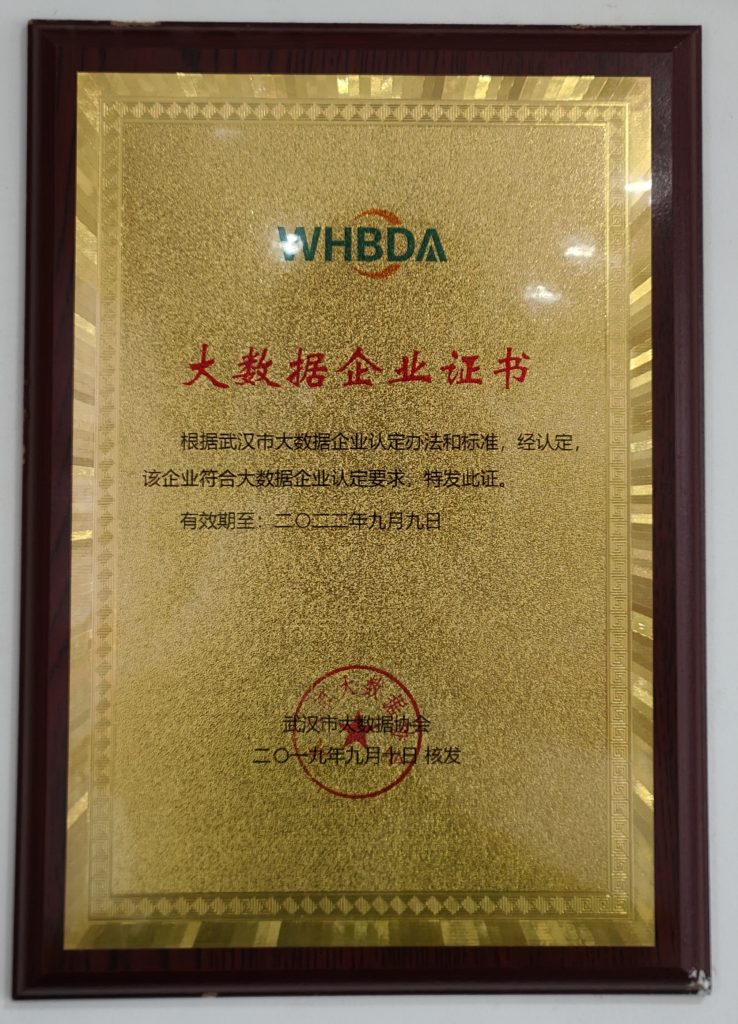 WHBDA
大数据企业证书
根据武汉市大数据企业认定办法和标准，经认定，
该企业符合大数据企业认定要求，特发此证。
有效期至：二〇二二年九月九日
大数据
武汉市大数据协会
二〇一九年九月十日 核发